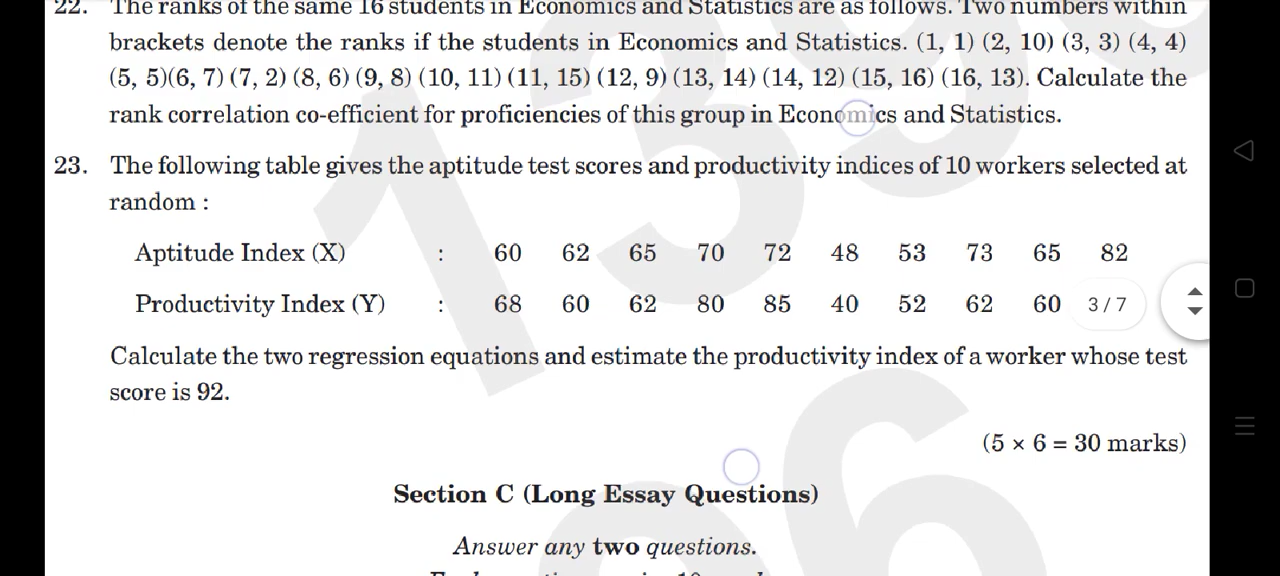 22. The ranks of the same 16 students in Economics and Statistics are as follows. Two numbers within
brackets denote the ranks if the students in Economics and Statistics. (1, 1) (2, 10) (3, 3) (4, 4)
(5, 5)(6, 7) (7, 2) (8, 6) (9, 8) (10, 11) (11, 15) (12, 9) (13, 14) (14, 12) (15, 16) (16, 13). Calculate the
rank correlation co-efficient for proficiencies of this group in Economics and Statistics.
23. The following table gives the aptitude test scores and productivity indices of 10 workers selected at
random :
Aptitude Index (X) : 60 62 65 70 72 48 53 73 65 82
Productivity Index (Y) : 68 60 62 80 85 40 52 62 60 3 / 7
Calculate the two regression equations and estimate the productivity index of a worker whose test
score is 92.
(5 × 6 = 30 marks)
Section C (Long Essay Questions)
Answer any two questions.